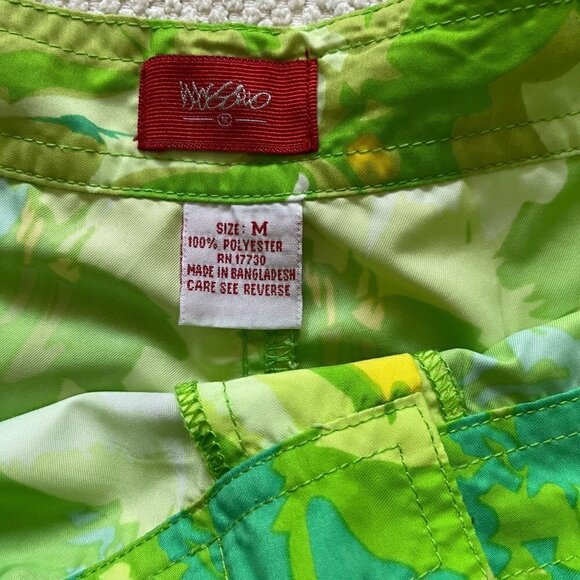 MOSSIMO
M
SIZE: M
100% POLYESTER
RN 17730
MADE IN BANGLADESH
CARE SEE REVERSE